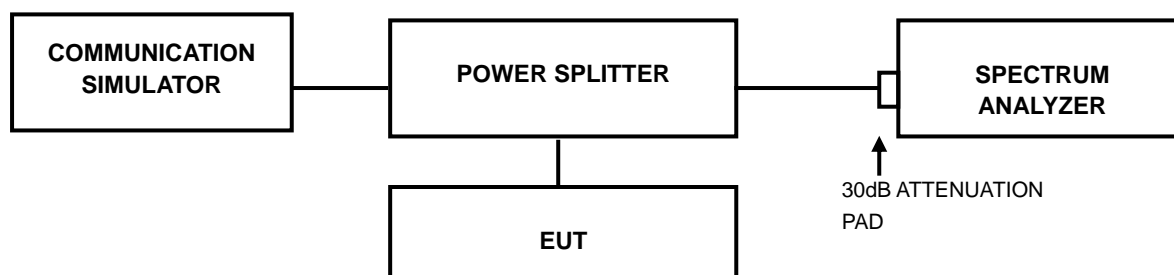 COMMUNICATION
SIMULATOR
POWER SPLITTER
SPECTRUM
ANALYZER
30dB ATTENUATION
PAD
EUT